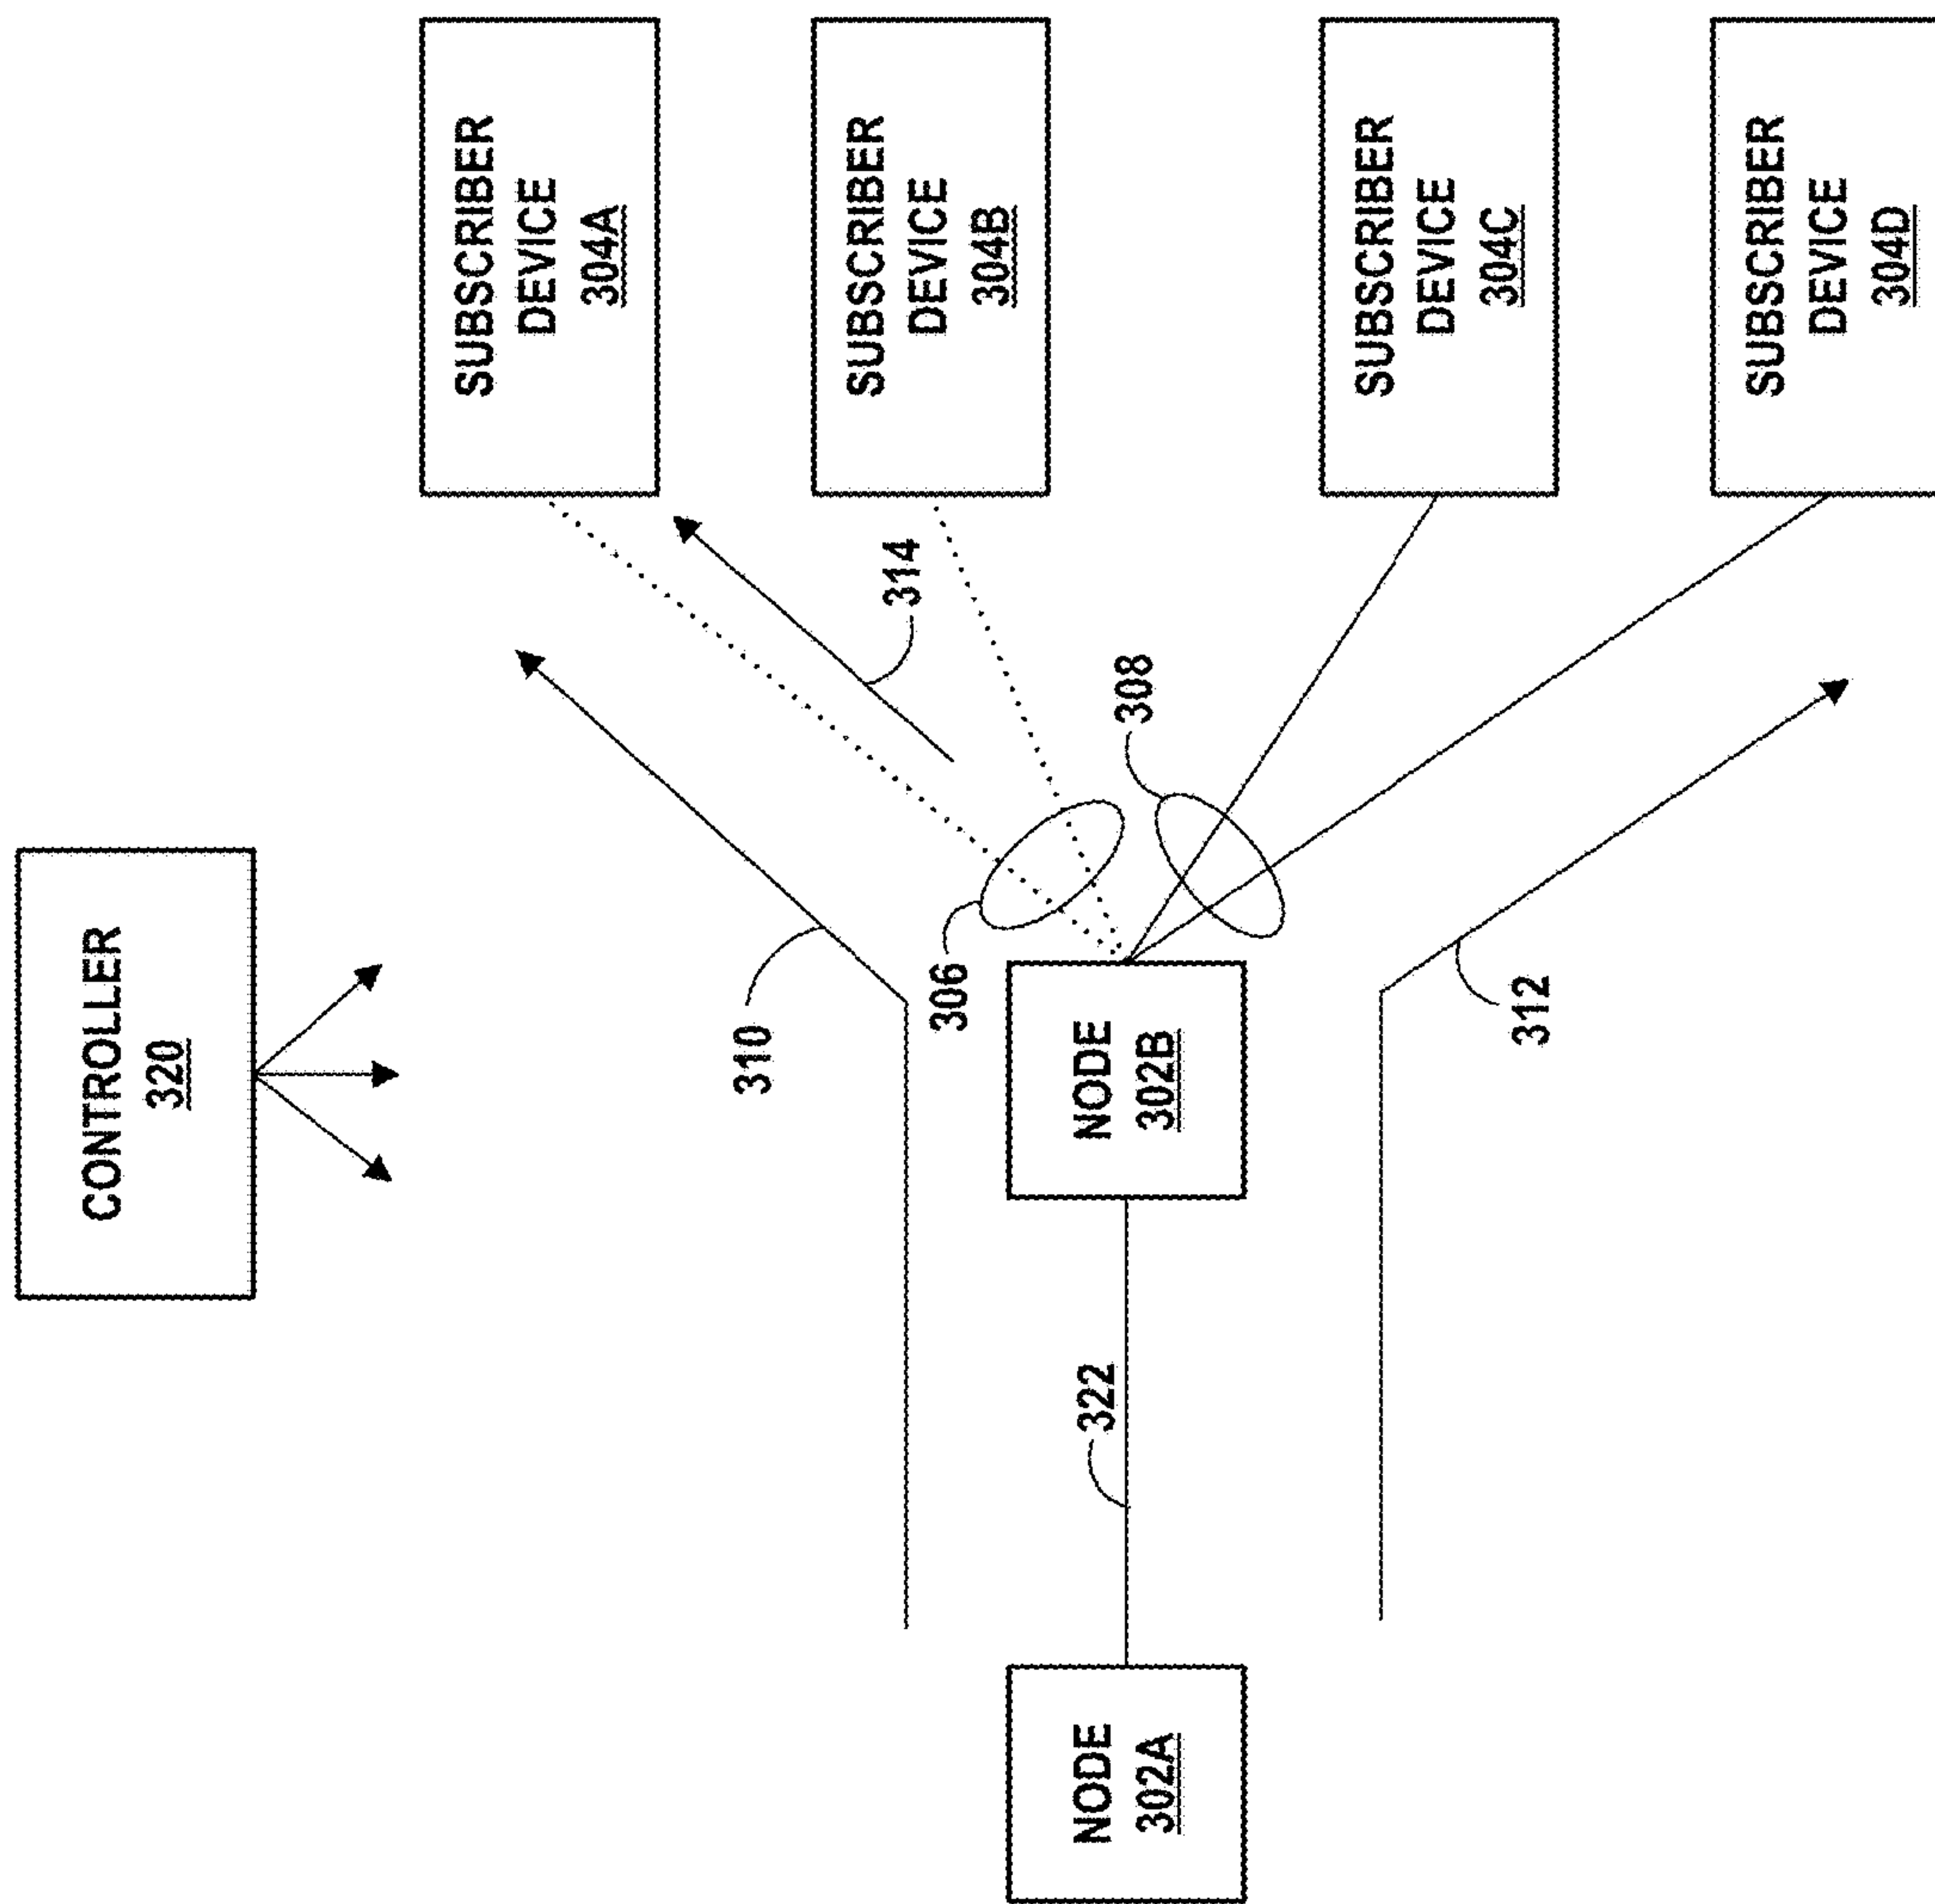 CONTROLLER
320
SUBSCRIBER
DEVICE
304A
310
314
SUBSCRIBER
DEVICE
304B
306
NODE
302A
322
NODE
302B
308
SUBSCRIBER
DEVICE
304C
312
SUBSCRIBER
DEVICE
304D